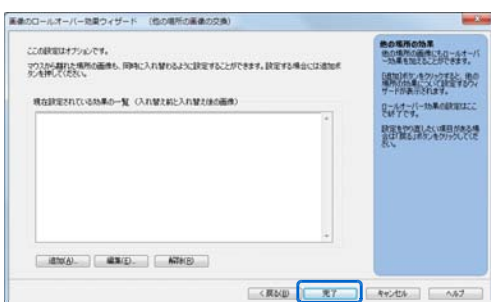 画像のロールオーバー効果ウィザード （他の場所の画像の交換）
ここの設定はオプションです。
マウスから離れた場所の画像も、同時に入れ替わるように設定することができます。設定する場合には追加ボ
タンを押してください。
現在設定されている効果の一覧 （入れ替え前と入れ替え後の画像）
追加(A)...
編集(E)...
解除(R)
他の場所の効果
他の場所の画像にもロールオーバ
ー効果を加えることができます。
[追加]ボタンをクリックすると、他の
場所の効果について設定するウィ
ザードが表示されます。
ロールオーバー効果の設定はここ
で終了です。
設定をやり直したい項目がある場
合は「戻る」ボタンをクリックしてくだ
さい。
< 戻る(B)
完了
キャンセル
ヘルプ